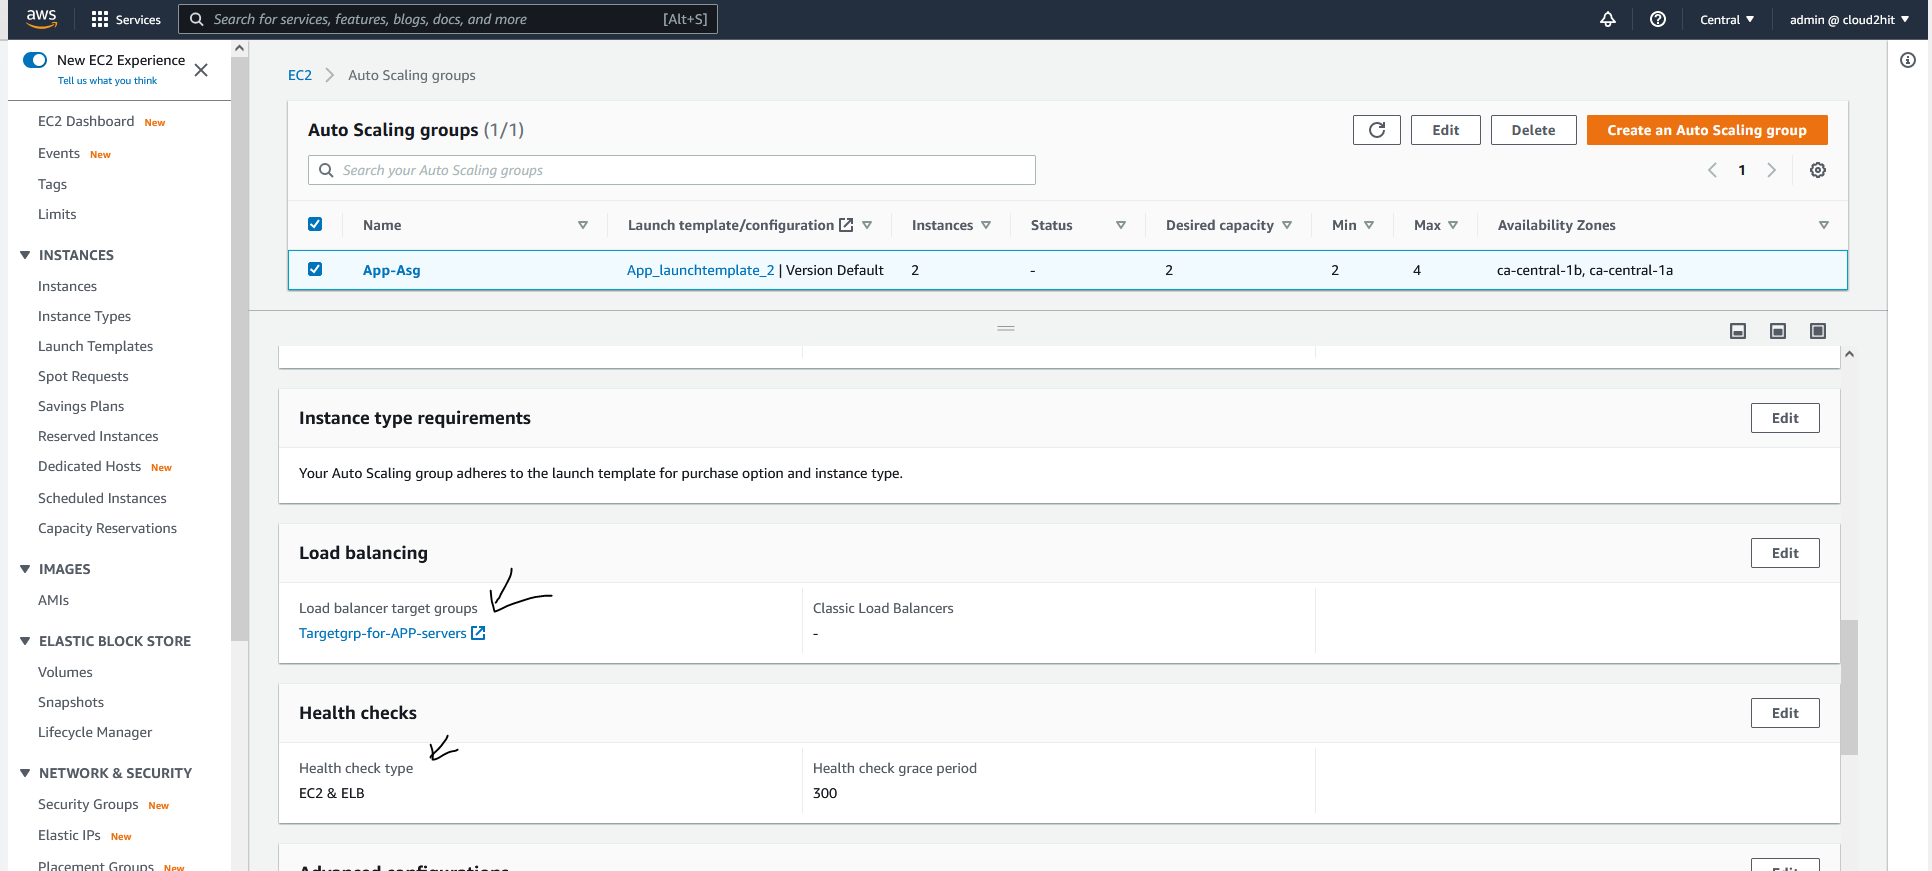 aws Services Search for services, features, blogs, docs, and more [Alt+S] Central ▼ admin @ cloud2hit ▼
New EC2 Experience
Tell us what you think
EC2 Dashboard New
Events New
Tags
Limits
INSTANCES
Instances
Instance Types
Launch Templates
Spot Requests
Savings Plans
Reserved Instances
Dedicated Hosts New
Scheduled Instances
Capacity Reservations
IMAGES
AMIs
ELASTIC BLOCK STORE
Volumes
Snapshots
Lifecycle Manager
NETWORK & SECURITY
Security Groups New
Elastic IPs New
Placement Groups New
EC2 > Auto Scaling groups
Auto Scaling groups (1/1) Edit Delete Create an Auto Scaling group
Search your Auto Scaling groups 1
Name Launch template/configuration Instances Status Desired capacity Min Max Availability Zones
App-Asg App_launchtemplate_2 | Version Default 2 - 2 2 4 ca-central-1b, ca-central-1a
Instance type requirements Edit
Your Auto Scaling group adheres to the launch template for purchase option and instance type.
Load balancing Edit
Load balancer target groups Classic Load Balancers
Targetgrp-for-APP-servers -
Health checks Edit
Health check type Health check grace period
EC2 & ELB 300
Advanced configurations Edit